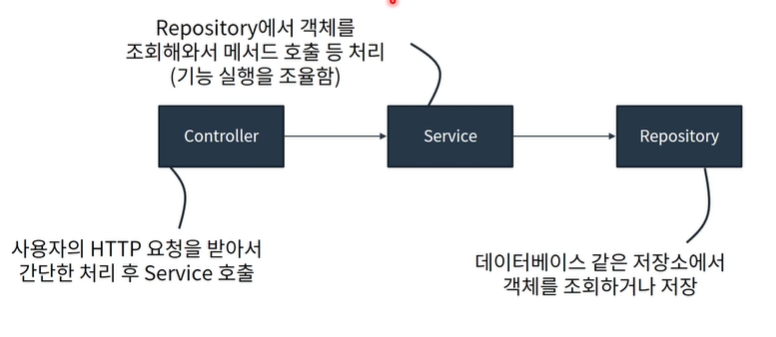 Repository에서 객체를
조회해와서 메서드 호출 등 처리
(기능 실행을 조율함)
Controller
Service
Repository
사용자의 HTTP 요청을 받아서
간단한 처리 후 Service 호출
데이터베이스 같은 저장소에서
객체를 조회하거나 저장